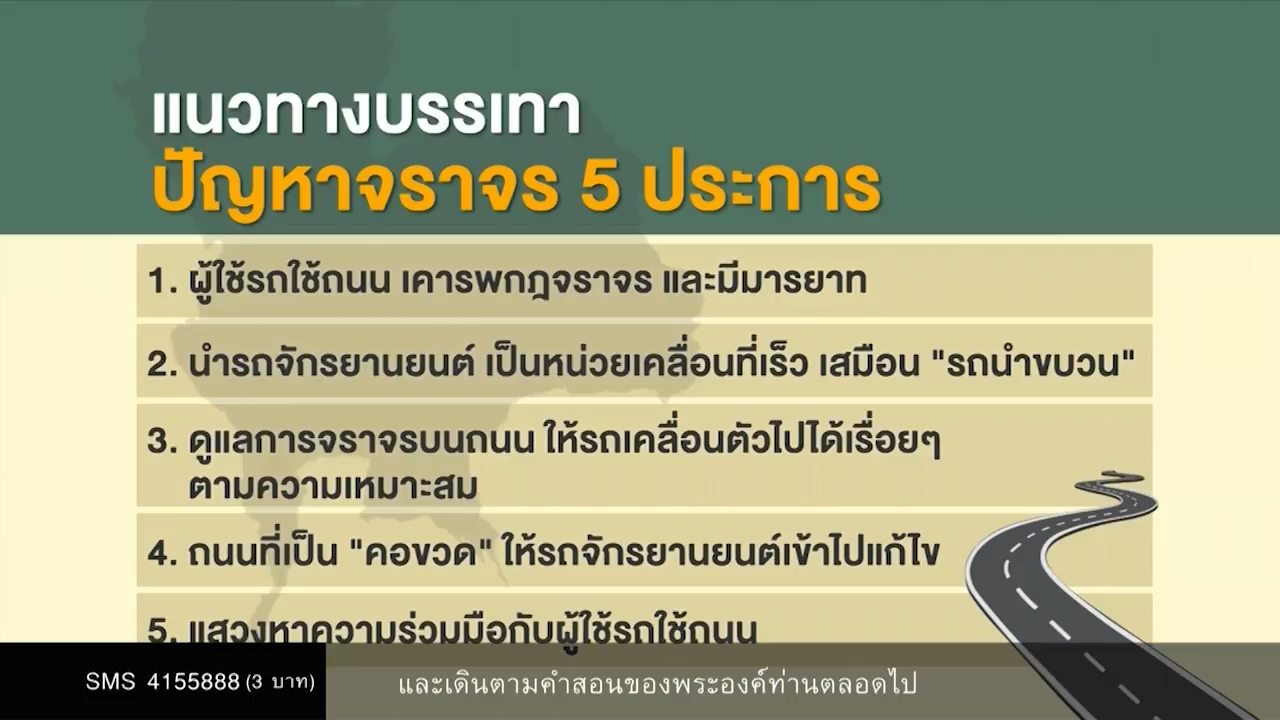 แนวทางบรรเทา
ปัญหาจราจร 5 ประการ
1. ผู้ใช้รถใช้ถนน เคารพกฎจราจร และมีมารยาท
2. นำรถจักรยานยนต์ เป็นหน่วยเคลื่อนที่เร็ว เสมือน "รถนำขบวน"
3. ดูแลการจราจรบนถนน ให้รถเคลื่อนตัวไปได้เรื่อยๆ
ตามความเหมาะสม
4. ถนนที่เป็น "คอขวด" ให้รถจักรยานยนต์เข้าไปแก้ไข
5. แสวงหาความร่วมมือกับผู้ใช้รถใช้ถนน
SMS 4155888 (3 บาท)
และเดินตามคำสอนของพระองค์ท่านตลอดไป